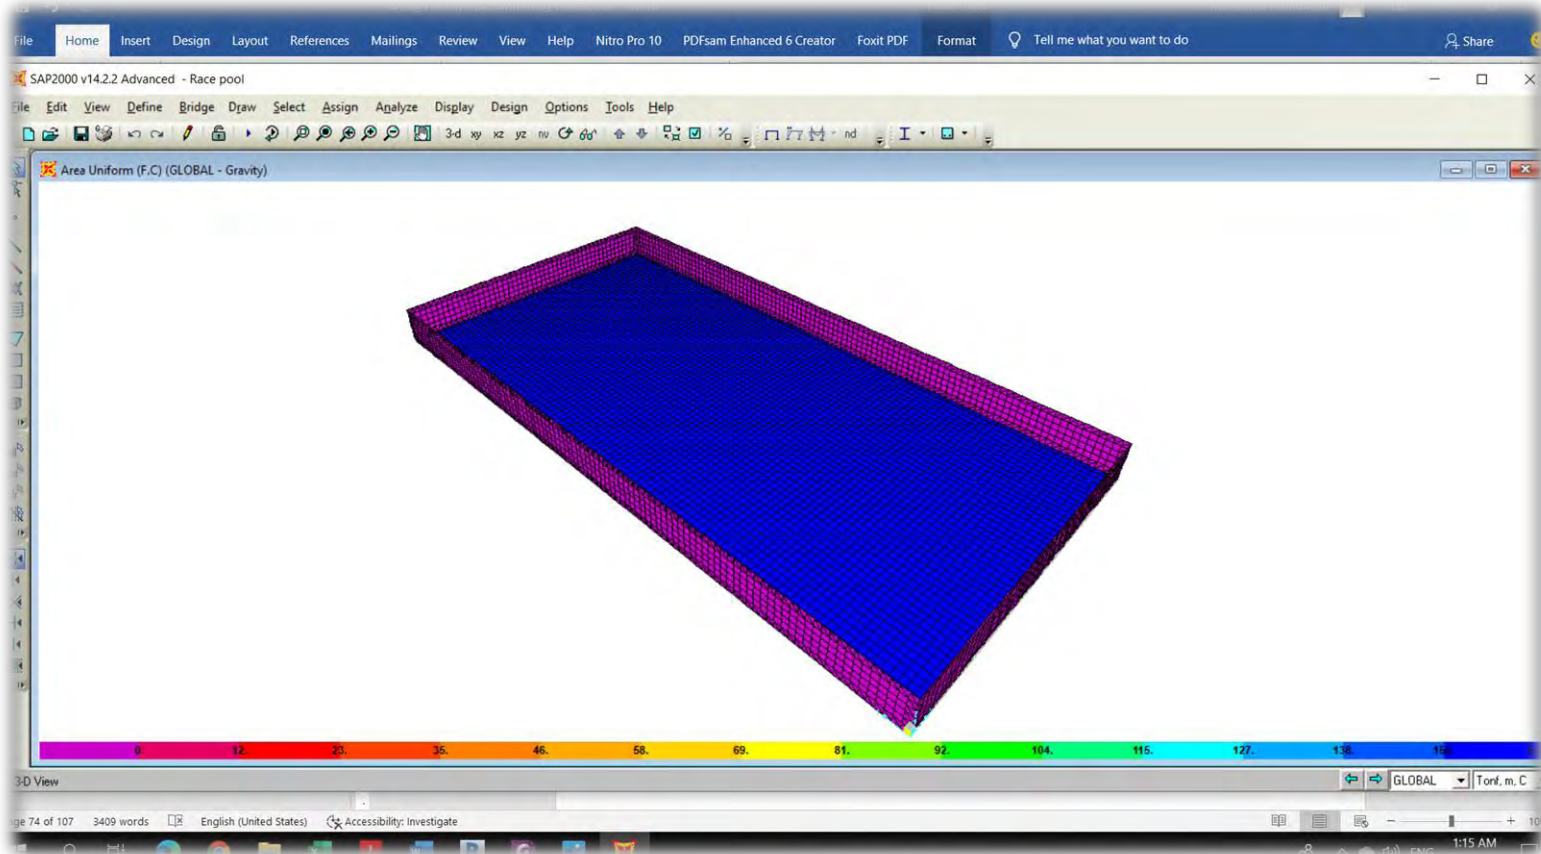 File Home Insert Design Layout References Mailings Review View Help Nitro Pro 10 PDFsam Enhanced 6 Creator Foxit PDF Format Tell me what you want to do Share
SAP2000 v14.2.2 Advanced - Race pool
File Edit View Define Bridge Draw Select Assign Analyze Display Design Options Tools Help
3-d xy xz yz nv nd
Area Uniform (F.C) (GLOBAL - Gravity)
0. 12. 23. 35. 46. 58. 69. 81. 92. 104. 115. 127. 138.
3-D View GLOBAL Tonf, m, C
74 of 107 3409 words English (United States) Accessibility: Investigate
1:15 AM
ENG